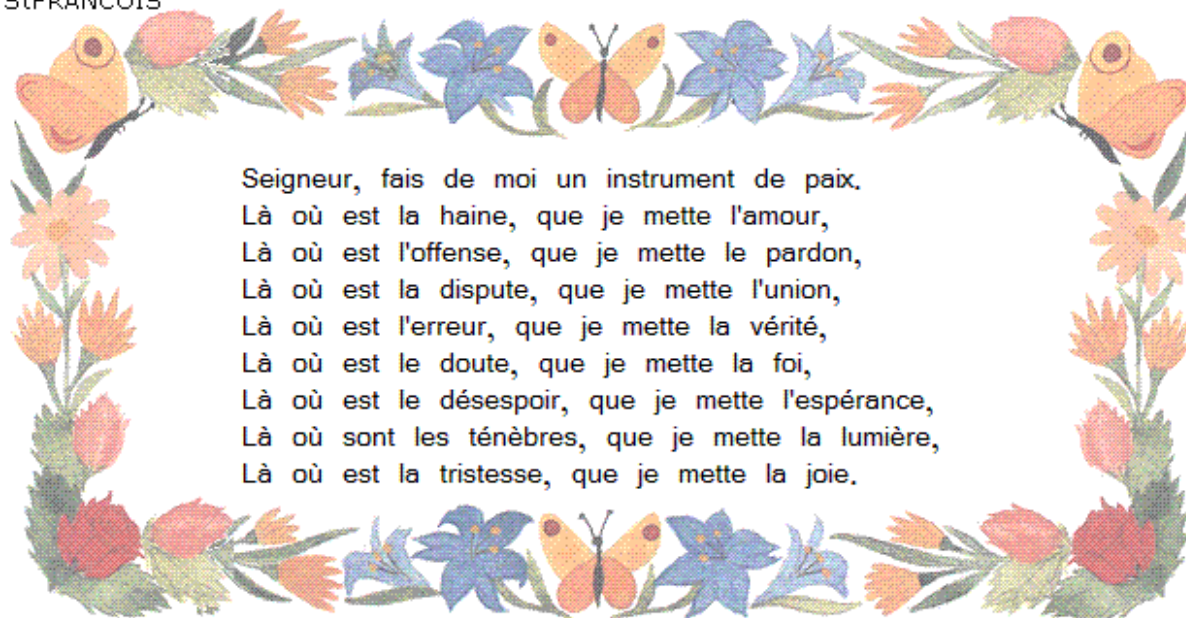 StFRANCOIS
Seigneur, fais de moi un instrument de paix.
Là où est la haine, que je mette l'amour,
Là où est l'offense, que je mette le pardon,
Là où est la dispute, que je mette l'union,
Là où est l'erreur, que je mette la vérité,
Là où est le doute, que je mette la foi,
Là où est le désespoir, que je mette l'espérance,
Là où sont les ténèbres, que je mette la lumière,
Là où est la tristesse, que je mette la joie.